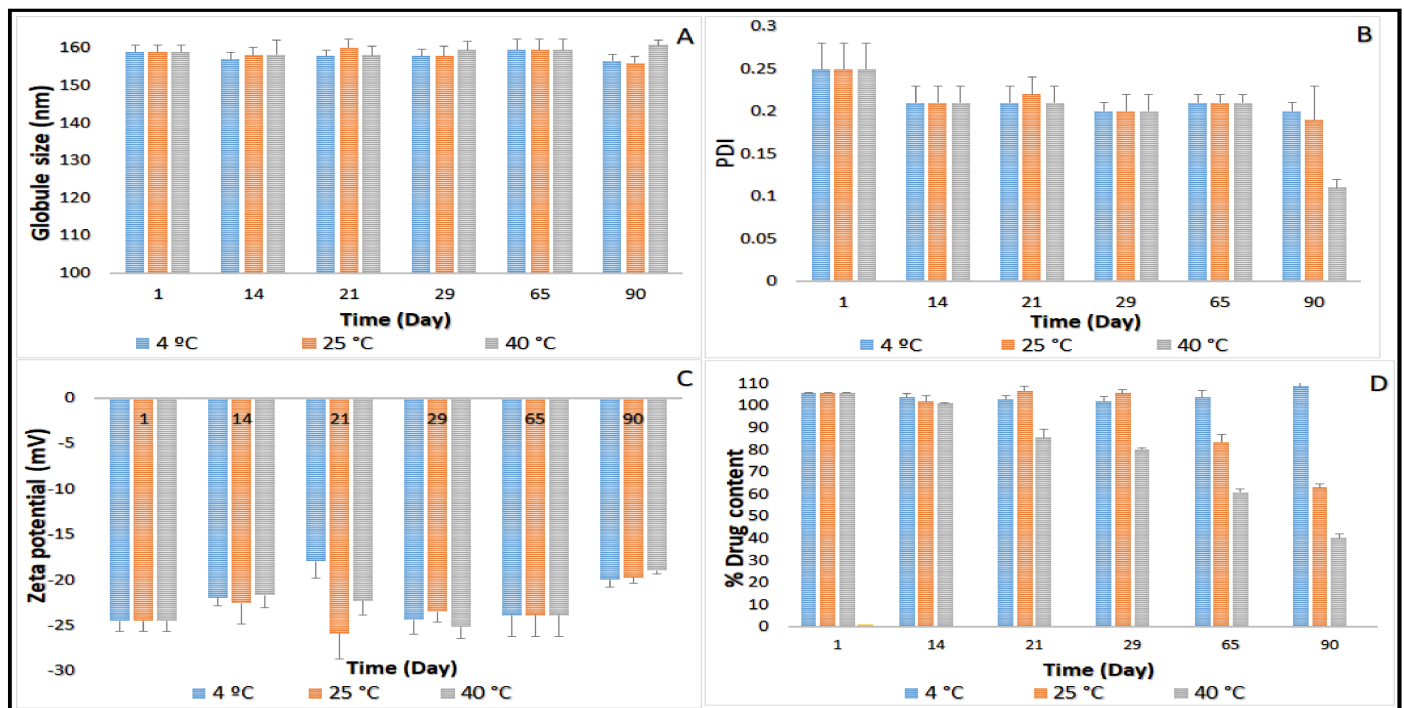 A
160
150
140
130
120
110
100
Globule size (nm)
1 14 21 29 65 90
Time (Day)
4 ºC 25 °C 40 °C
B
0.3
0.25
0.2
0.15
0.1
0.05
0
PDI
1 14 21 29 65 90
Time (Day)
4 ºC 25 °C 40 °C
C
0
-5
-10
-15
-20
-25
-30
Zeta potential (mV)
1 14 21 29 65 90
Time (Day)
4 ºC 25 °C 40 °C
D
110
100
90
80
70
60
50
40
30
20
10
0
% Drug content
1 14 21 29 65 90
Time (Day)
4 °C 25 °C 40 °C